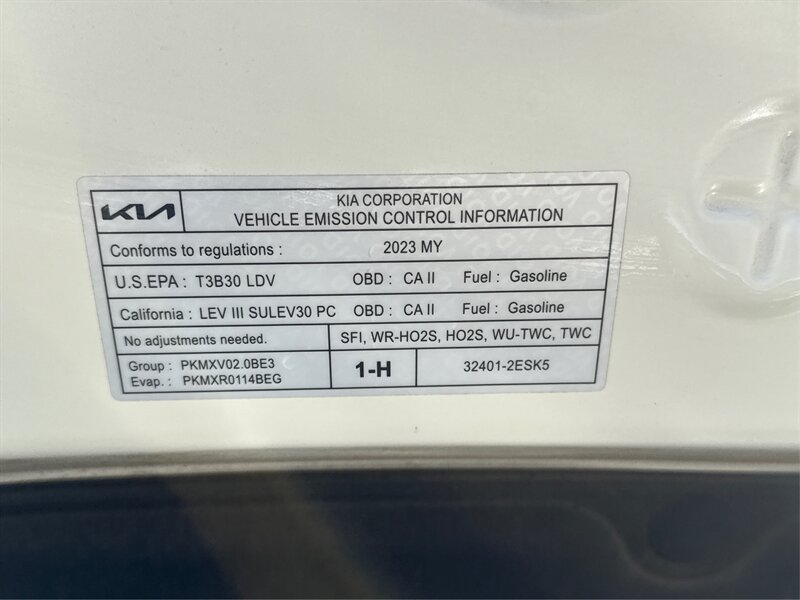 KIA KIA CORPORATION
VEHICLE EMISSION CONTROL INFORMATION
Conforms to regulations : 2023 MY
U.S.EPA : T3B30 LDV OBD : CA II Fuel : Gasoline
California : LEV III SULEV30 PC OBD : CA II Fuel : Gasoline
No adjustments needed. SFI, WR-HO2S, HO2S, WU-TWC, TWC
Group : PKMXV02.0BE3
Evap. : PKMXR0114BEG
1-H 32401-2ESK5